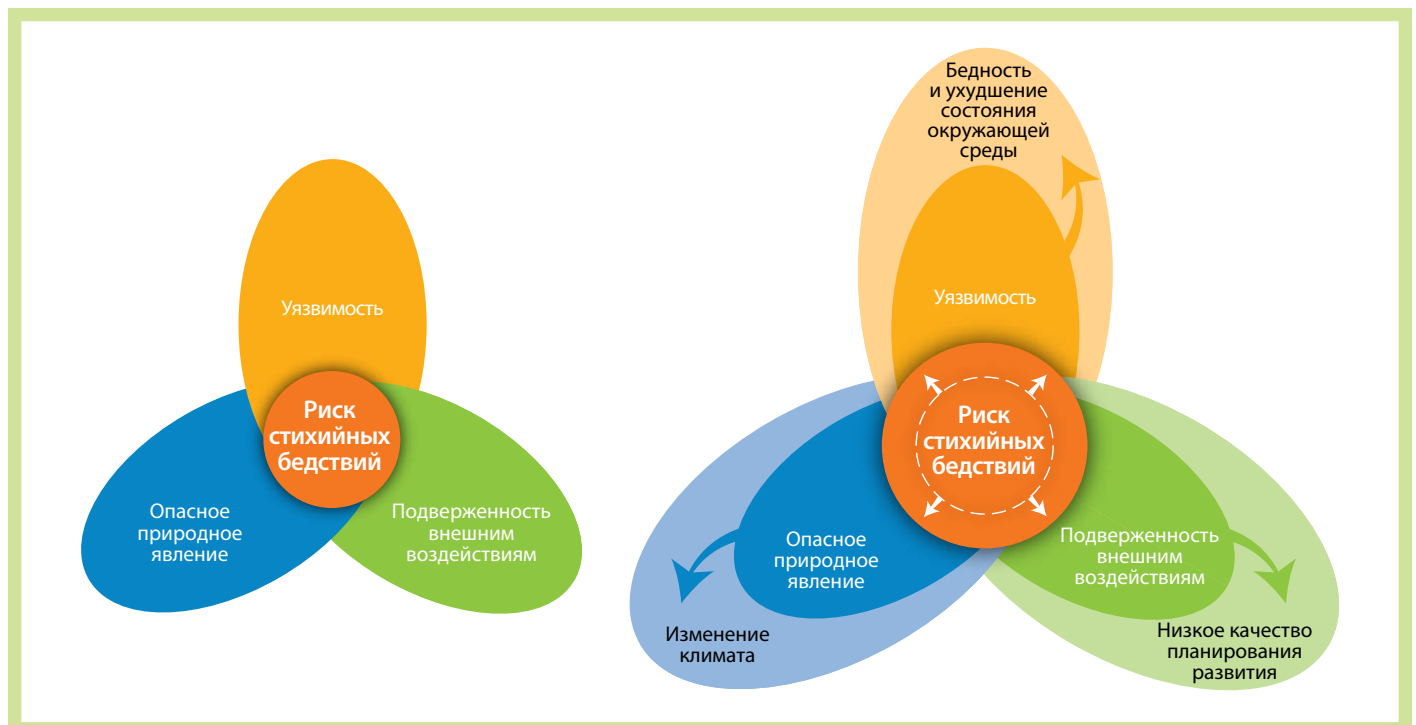 Уязвимость
Риск
стихийных
бедствий
Опасное
природное
явление
Подверженность
внешним
воздействиям
Бедность
и ухудшение
состояния
окружающей
среды
Уязвимость
Риск
стихийных
бедствий
Опасное
природное
явление
Подверженность
внешним
воздействиям
Изменение
климата
Низкое качество
планирования
развития